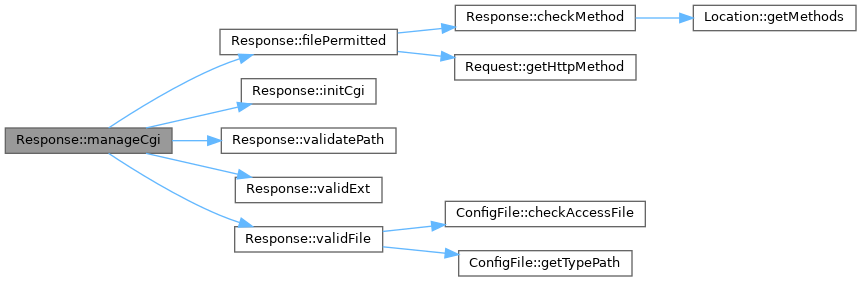 Response::manageCgi
Response::filePermitted
Response::checkMethod
Location::getMethods
Request::getHttpMethod
Response::initCgi
Response::validatePath
Response::validExt
Response::validFile
ConfigFile::checkAccessFile
ConfigFile::getTypePath